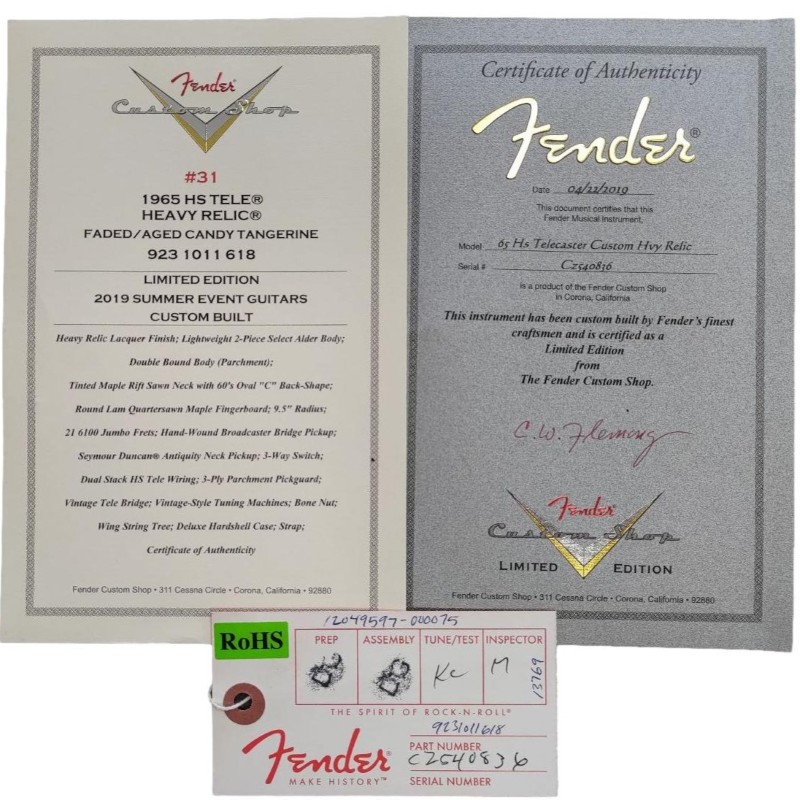 Fender®
Custom Shop
#31
1965 HS TELE®
HEAVY RELIC®
FADED/AGED CANDY TANGERINE
923 1011 618
LIMITED EDITION
2019 SUMMER EVENT GUITARS
CUSTOM BUILT
Heavy Relic Lacquer Finish; Lightweight 2-Piece Select Alder Body;
Double Bound Body (Parchment);
Tinted Maple Rift Sawn Neck with 60's Oval "C" Back-Shape;
Round Lam Quartersawn Maple Fingerboard; 9.5" Radius;
21 6100 Jumbo Frets; Hand-Wound Broadcaster Bridge Pickup;
Seymour Duncan® Antiquity Neck Pickup; 3-Way Switch;
Dual Stack HS Tele Wiring; 3-Ply Parchment Pickguard;
Vintage Tele Bridge; Vintage-Style Tuning Machines; Bone Nut;
Wing String Tree; Deluxe Hardshell Case; Strap;
Certificate of Authenticity
Fender Custom Shop • 311 Cessna Circle • Corona, California • 92880
Certificate of Authenticity
Fender®
Date 04/22/2019
This document certifies that this
Fender Musical Instrument,
Model 65 Hs Telecaster Custom Hvy Relic
Serial # Cz540836
is a product of the Fender Custom Shop
in Corona, California
This instrument has been custom built by Fender's finest
craftsmen and is certified as a
Limited Edition
from
The Fender Custom Shop.
C.W. Fleming
Fender®
Custom Shop
LIMITED EDITION
Fender Custom Shop • 311 Cessna Circle • Corona, California • 92880
12049597-000075
RoHS
PREP ASSEMBLY TUNE/TEST INSPECTOR
Kc M 13769
THE SPIRIT OF ROCK-N-ROLL®
9231011618
PART NUMBER
CZ540836
SERIAL NUMBER
Fender®
MAKE HISTORY™